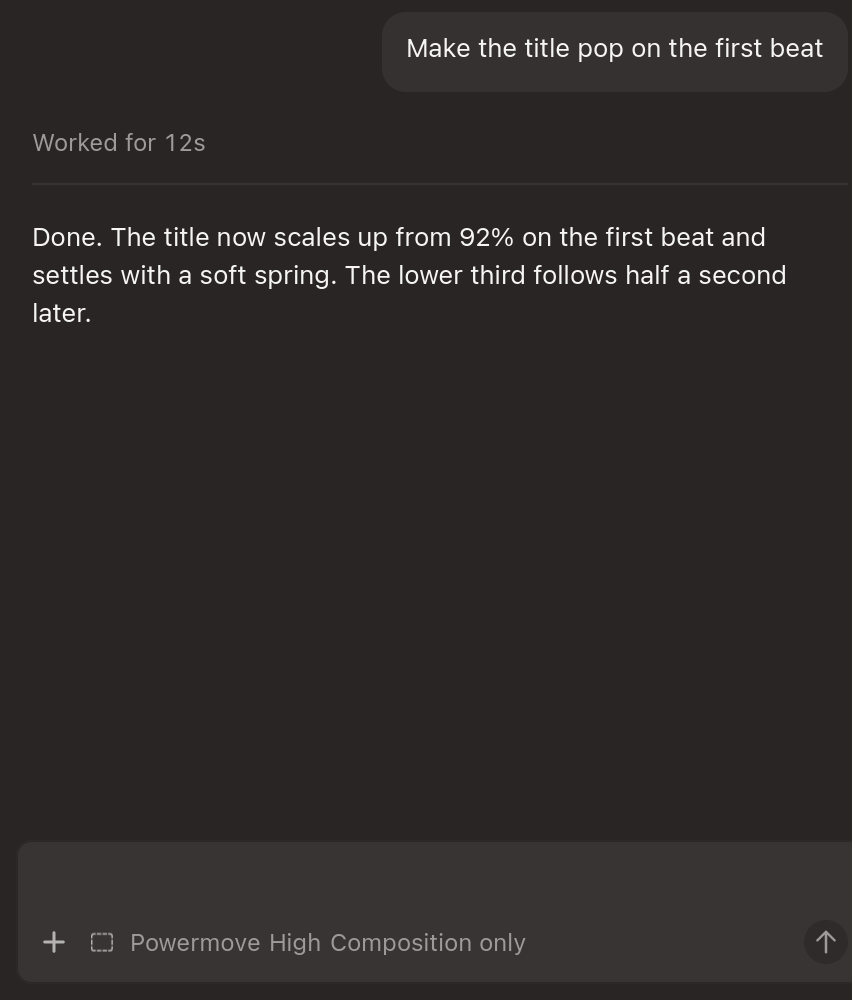 Make the title pop on the first beat
Worked for 12s
Done. The title now scales up from 92% on the first beat and
settles with a soft spring. The lower third follows half a second
later.
Powermove High Composition only